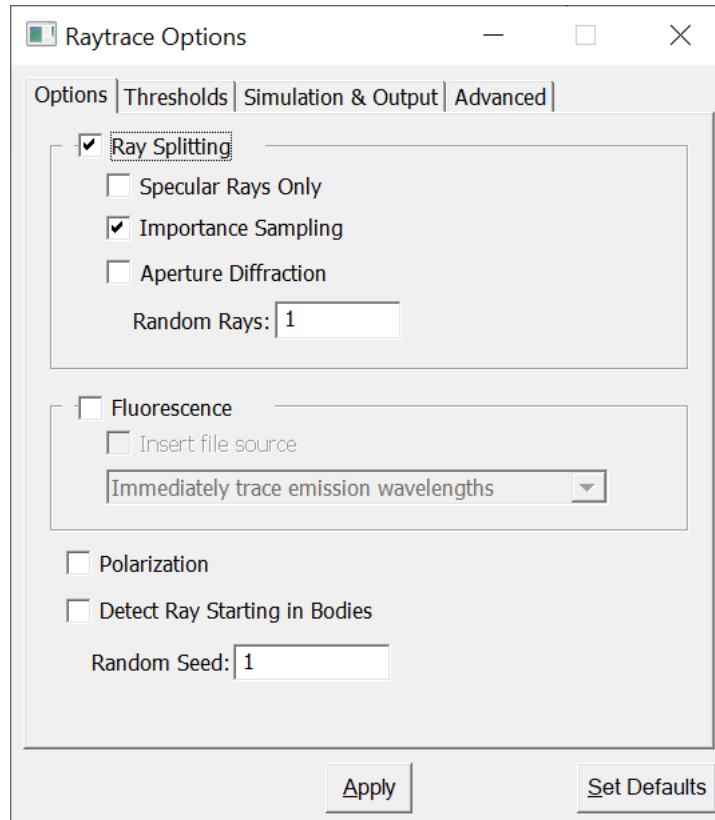 Raytrace Options
Options Thresholds Simulation & Output Advanced
Ray Splitting
Specular Rays Only
Importance Sampling
Aperture Diffraction
Random Rays: 1
Fluorescence
Insert file source
Immediately trace emission wavelengths
Polarization
Detect Ray Starting in Bodies
Random Seed: 1
Apply Set Defaults